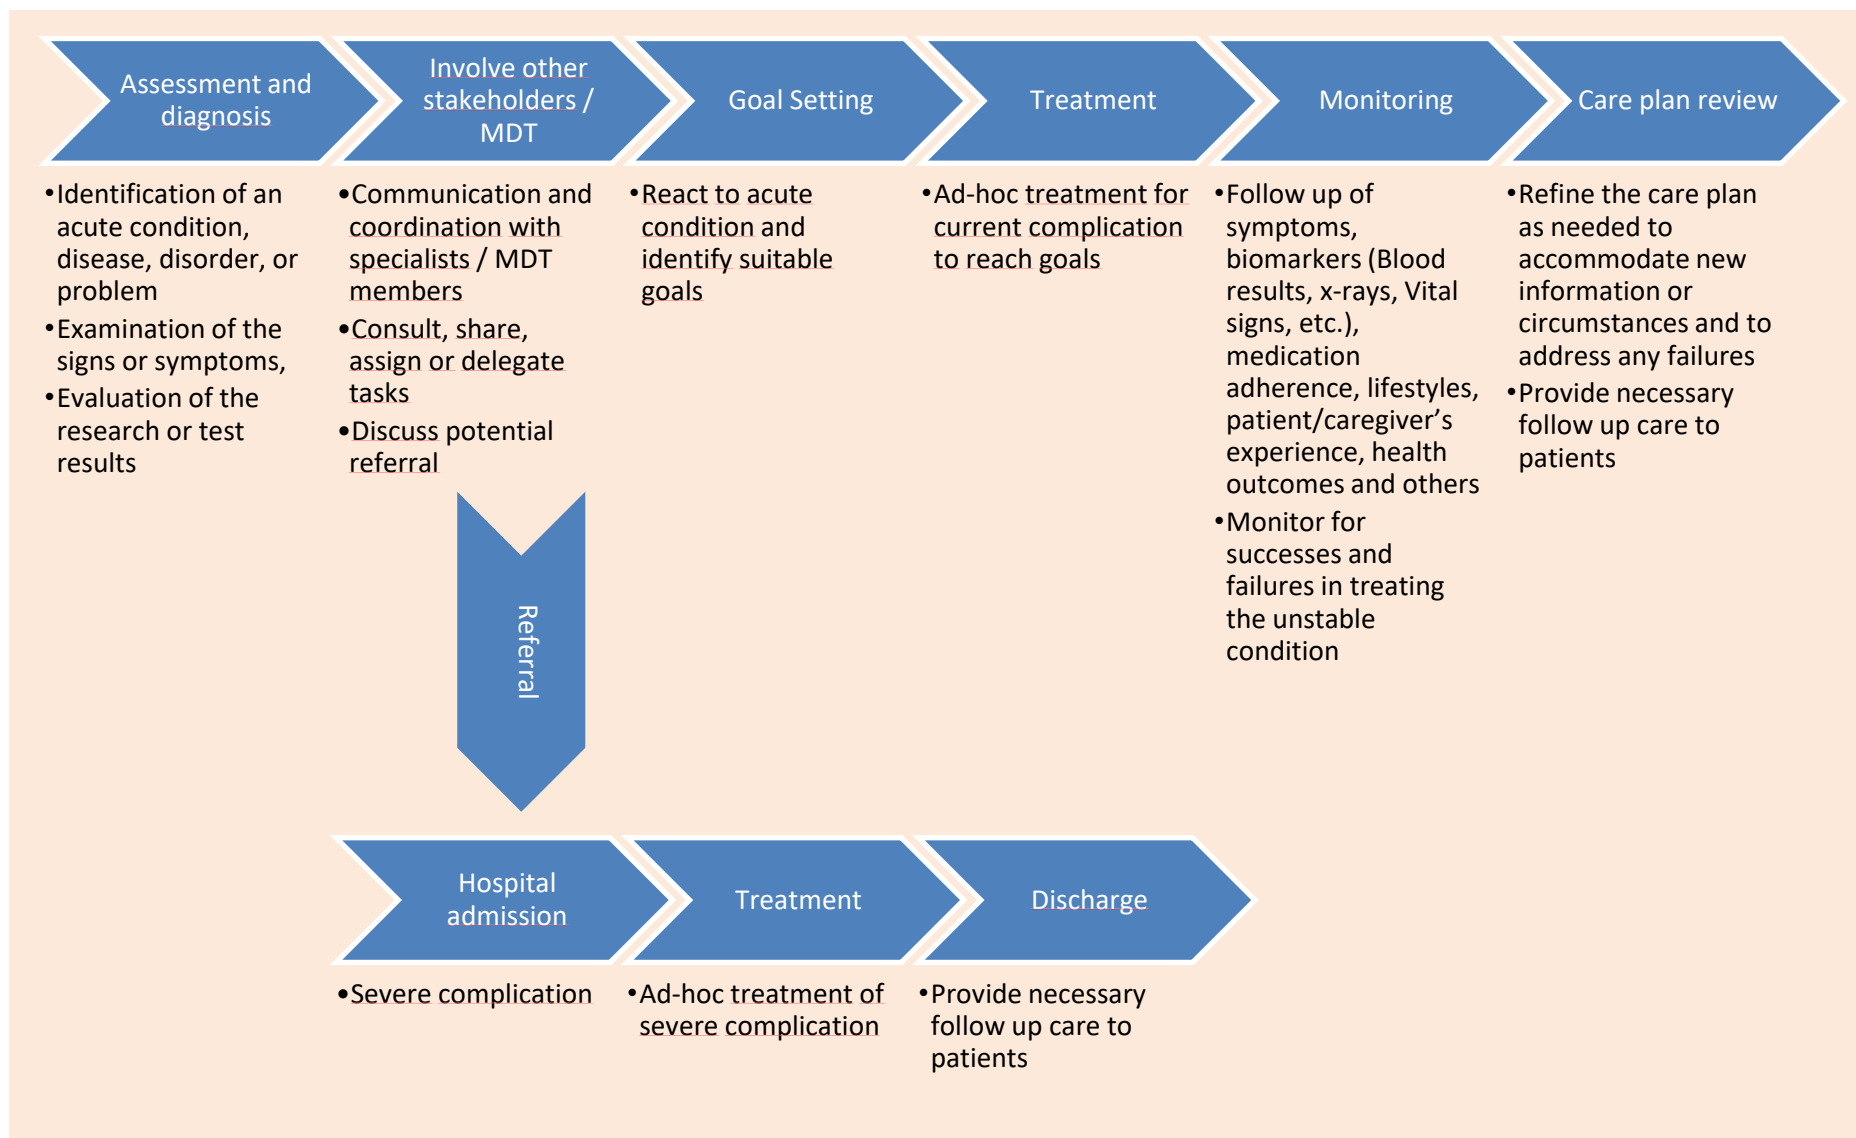 Assessment and
diagnosis
Involve other
stakeholders /
MDT
Goal Setting
Treatment
Monitoring
Care plan review
•Identification of an
acute condition,
disease, disorder, or
problem
•Examination of the
signs or symptoms,
•Evaluation of the
research or test
results
•Communication and
coordination with
specialists / MDT
members
•Consult, share,
assign or delegate
tasks
•Discuss potential
referral
•React to acute
condition and
identify suitable
goals
•Ad-hoc treatment for
current complication
to reach goals
•Follow up of
symptoms,
biomarkers (Blood
results, x-rays, Vital
signs, etc.),
medication
adherence, lifestyles,
patient/caregiver’s
experience, health
outcomes and others
•Monitor for
successes and
failures in treating
the unstable
condition
•Refine the care plan
as needed to
accommodate new
information or
circumstances and to
address any failures
•Provide necessary
follow up care to
patients
Referral
Hospital
admission
Treatment
Discharge
•Severe complication
•Ad-hoc treatment of
severe complication
•Provide necessary
follow up care to
patients